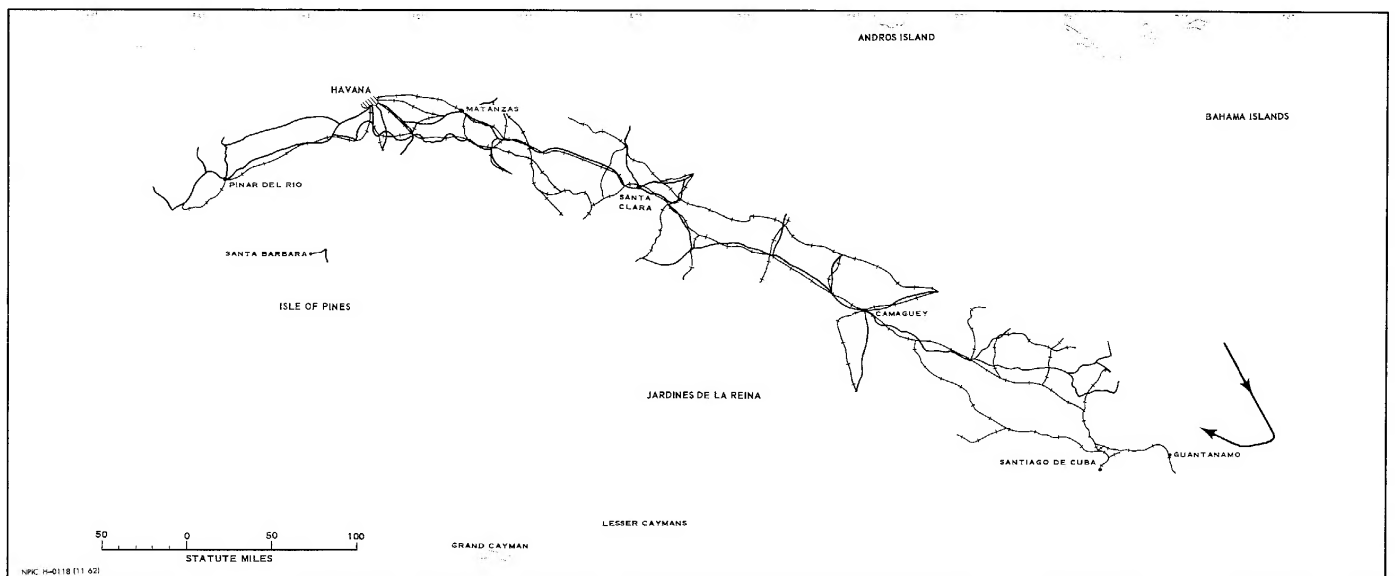 ANDROS ISLAND
HAVANA
MATANZAS
BAHAMA ISLANDS
PINAR DEL RIO
SANTA
CLARA
SANTA BARBARA
ISLE OF PINES
CAMAGUEY
JARDINES DE LA REINA
GUANTANAMO
SANTIAGO DE CUBA
LESSER CAYMANS
50 0 50 100
STATUTE MILES
GRAND CAYMAN
NPIC H-0118 (11 62)